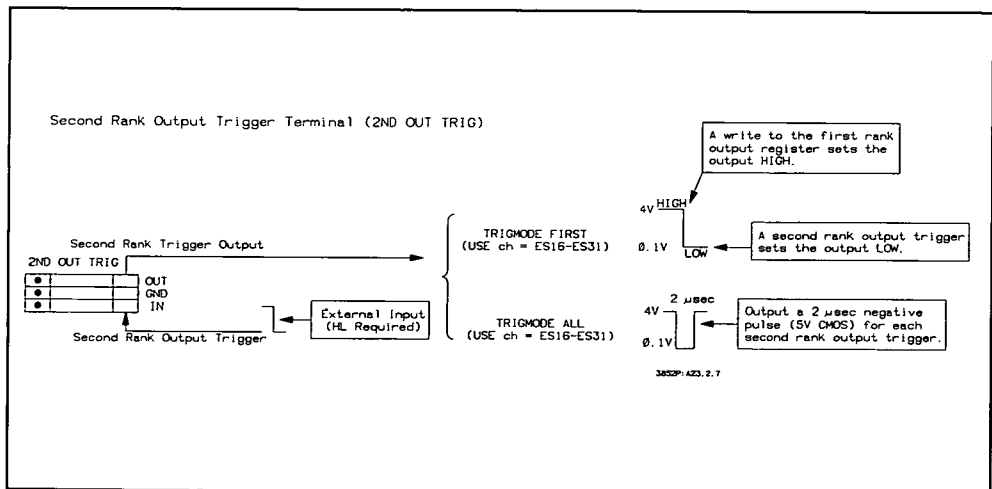 Second Rank Output Trigger Terminal (2ND OUT TRIG)
A write to the first rank
output register sets the
output HIGH.
4V HIGH
TRIGMODE FIRST
(USE ch = ES16-ES31)
Ø.1V
LOW
A second rank output trigger
sets the output LOW.
Second Rank Trigger Output
2ND OUT TRIG
OUT
GND
IN
External Input
(HL Required)
Second Rank Output Trigger
TRIGMODE ALL
(USE ch = ES16-ES31)
2 µsec
4V
Ø.1V
Output a 2 µsec negative
pulse (5V CMOS) for each
second rank output trigger.
3852P:A23.2.7